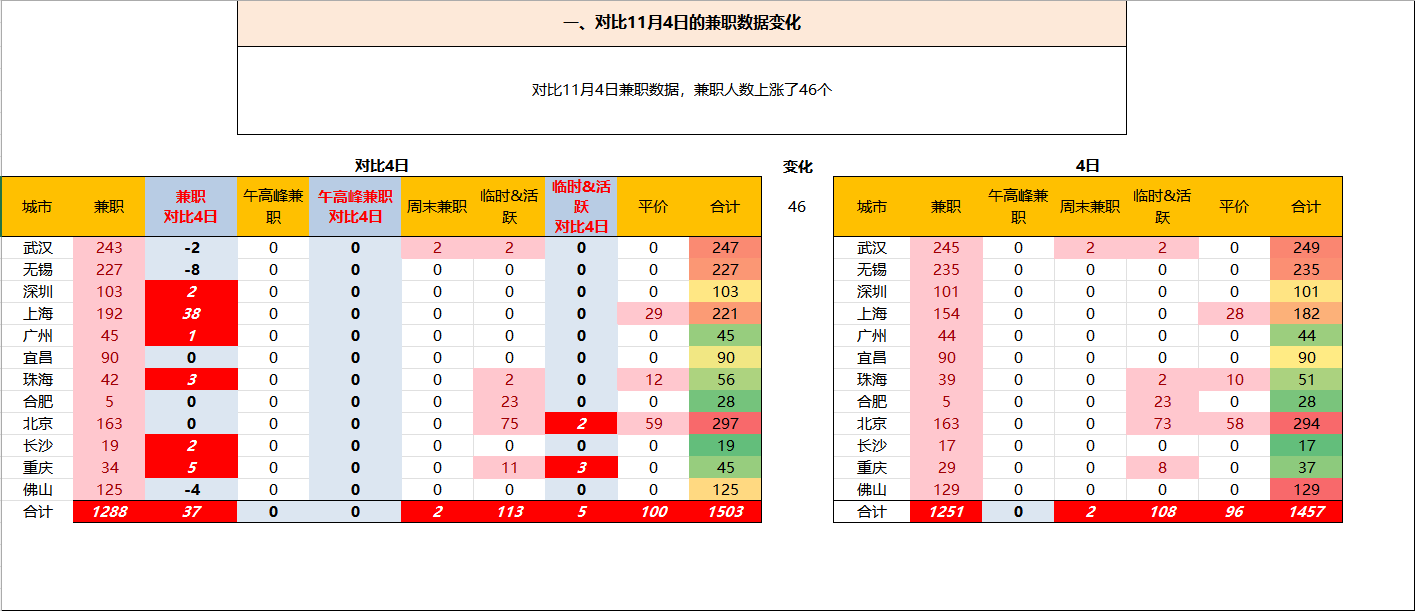 一、对比11月4日的兼职数据变化
对比11月4日兼职数据，兼职人数上涨了46个
对比4日 变化 4日
城市 兼职 兼职 对比4日 午高峰兼职 午高峰兼职 对比4日 周末兼职 临时&活跃 临时&活跃 对比4日 平价 合计 46 城市 兼职 午高峰兼职 周末兼职 临时&活跃 平价 合计
武汉 243 -2 0 0 2 2 0 0 247 武汉 245 0 2 2 0 249
无锡 227 -8 0 0 0 0 0 0 227 无锡 235 0 0 0 0 235
深圳 103 2 0 0 0 0 0 0 103 深圳 101 0 0 0 0 101
上海 192 38 0 0 0 0 0 29 221 上海 154 0 0 0 28 182
广州 45 1 0 0 0 0 0 0 45 广州 44 0 0 0 0 44
宜昌 90 0 0 0 0 0 0 0 90 宜昌 90 0 0 0 0 90
珠海 42 3 0 0 0 2 0 12 56 珠海 39 0 0 2 10 51
合肥 5 0 0 0 0 23 0 0 28 合肥 5 0 0 23 0 28
北京 163 0 0 0 0 75 2 59 297 北京 163 0 0 73 58 294
长沙 19 2 0 0 0 0 0 0 19 长沙 17 0 0 0 0 17
重庆 34 5 0 0 0 11 3 0 45 重庆 29 0 0 8 0 37
佛山 125 -4 0 0 0 0 0 0 125 佛山 129 0 0 0 0 129
合计 1288 37 0 0 2 113 5 100 1503 合计 1251 0 2 108 96 1457